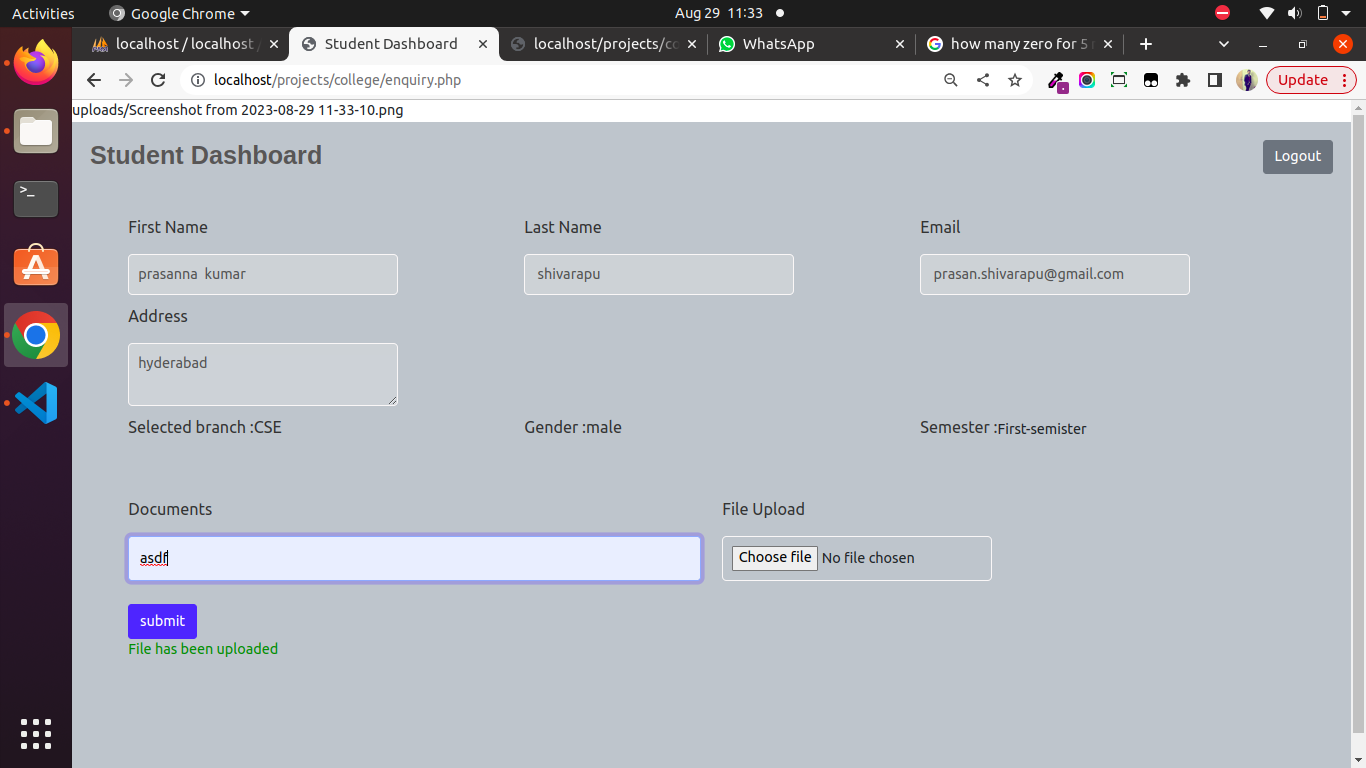 Activities Google Chrome Aug 29 11:33
localhost / localhost / Student Dashboard localhost/projects/co WhatsApp how many zero for 5 
localhost/projects/college/enquiry.php Update
uploads/Screenshot from 2023-08-29 11-33-10.png
Student Dashboard Logout
First Name Last Name Email
prasanna kumar shivarapu prasan.shivarapu@gmail.com
Address
hyderabad
Selected branch :CSE Gender :male Semester :First-semister
Documents File Upload
asdf Choose file No file chosen
submit
File has been uploaded